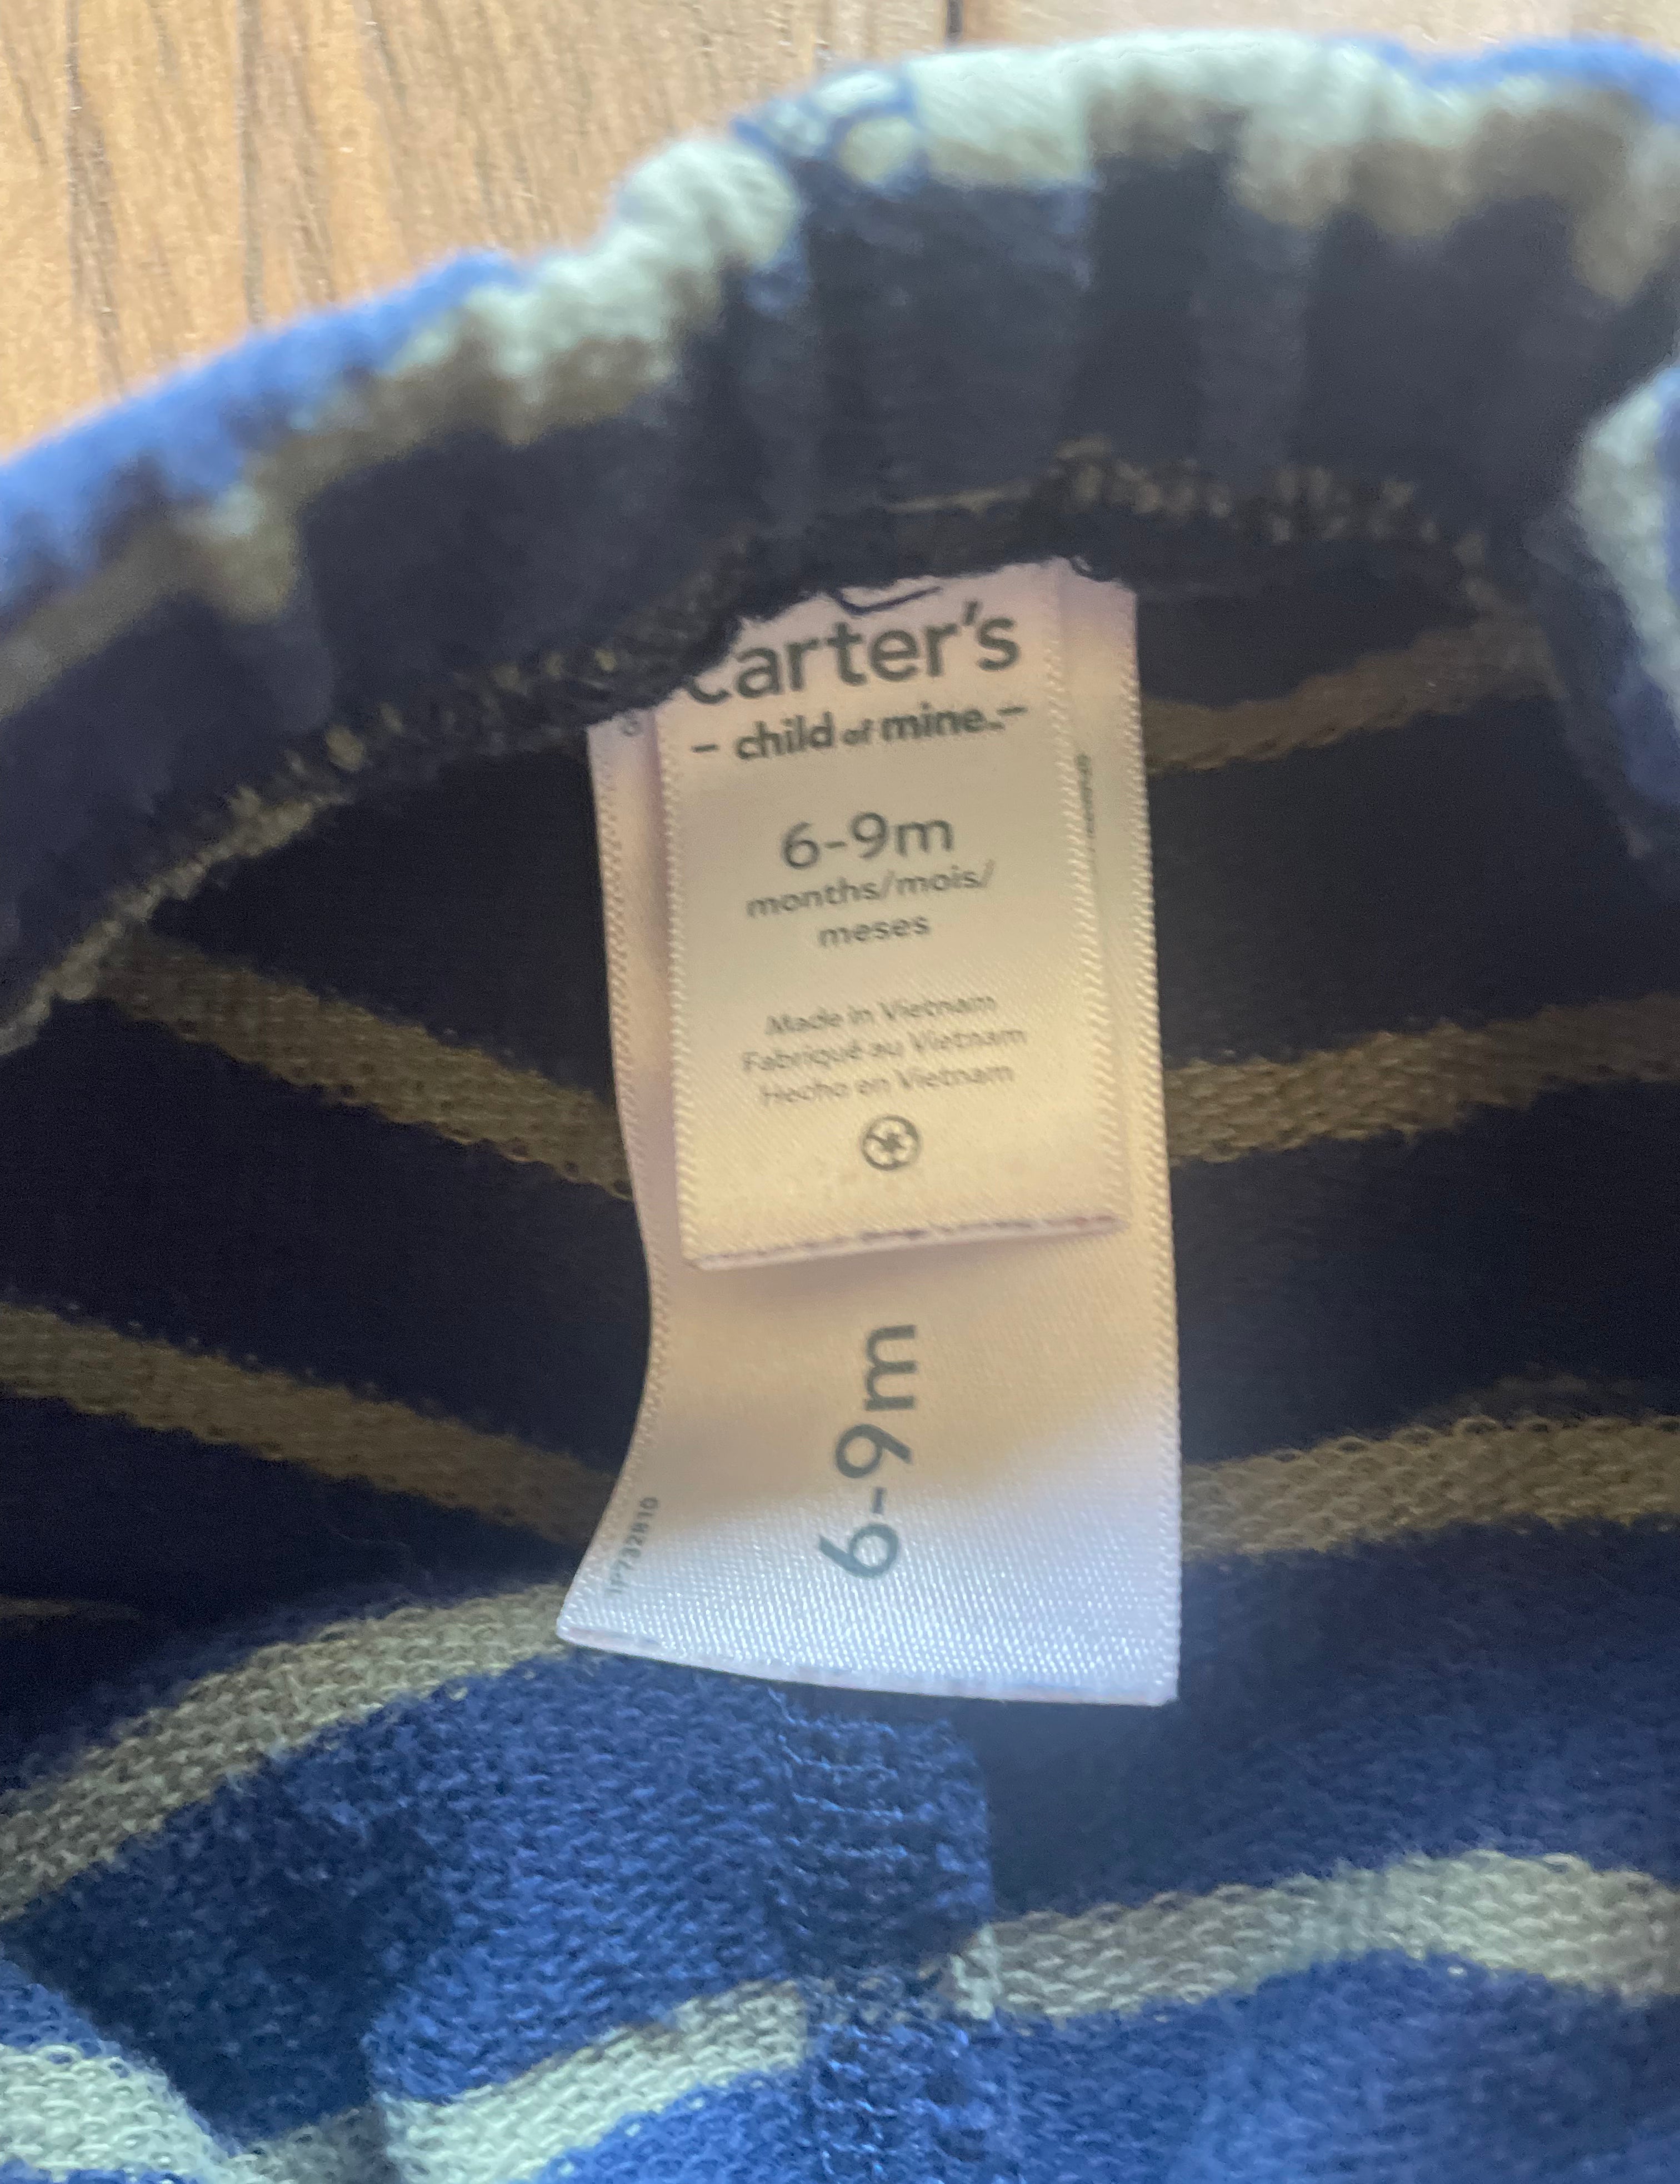 carter's
- child of mine. -
6-9m
months/mois/
meses
Made in Vietnam
Fabriqué au Vietnam
Hecho en Vietnam
6-9m
1P732810